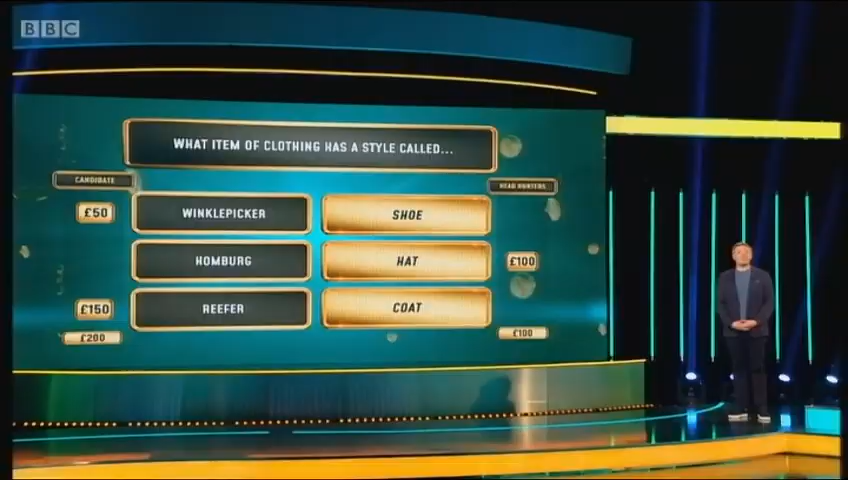 BBC
WHAT ITEM OF CLOTHING HAS A STYLE CALLED...
CANDIDATE
HEAD HUNTERS
£50
WINKLEPICKER
SHOE
HOMBURG
HAT
£100
£150
REEFER
COAT
£200
£100